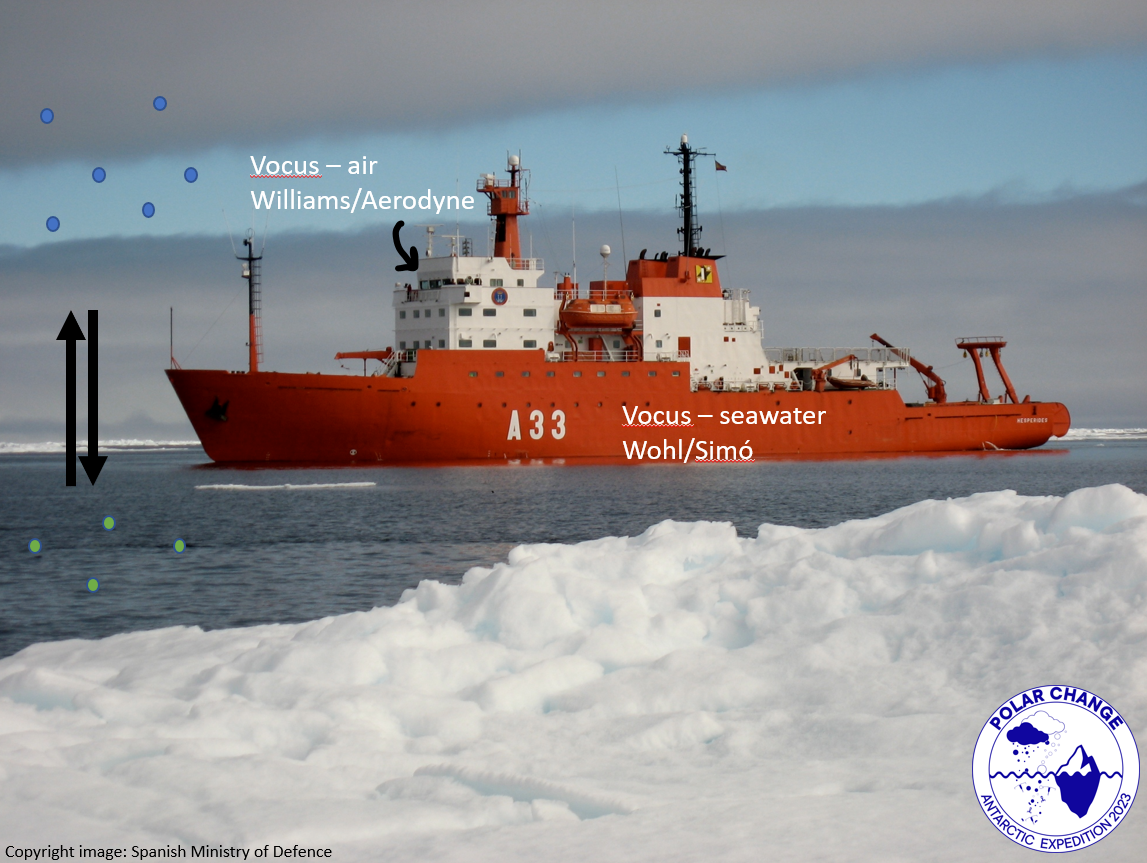 Vocus – air
Williams/Aerodyne
A33
Vocus – seawater
Wohl/Simó
HESPERIDES
POLAR CHANGE
ANTARCTIC EXPEDITION 2023
Copyright image: Spanish Ministry of Defence